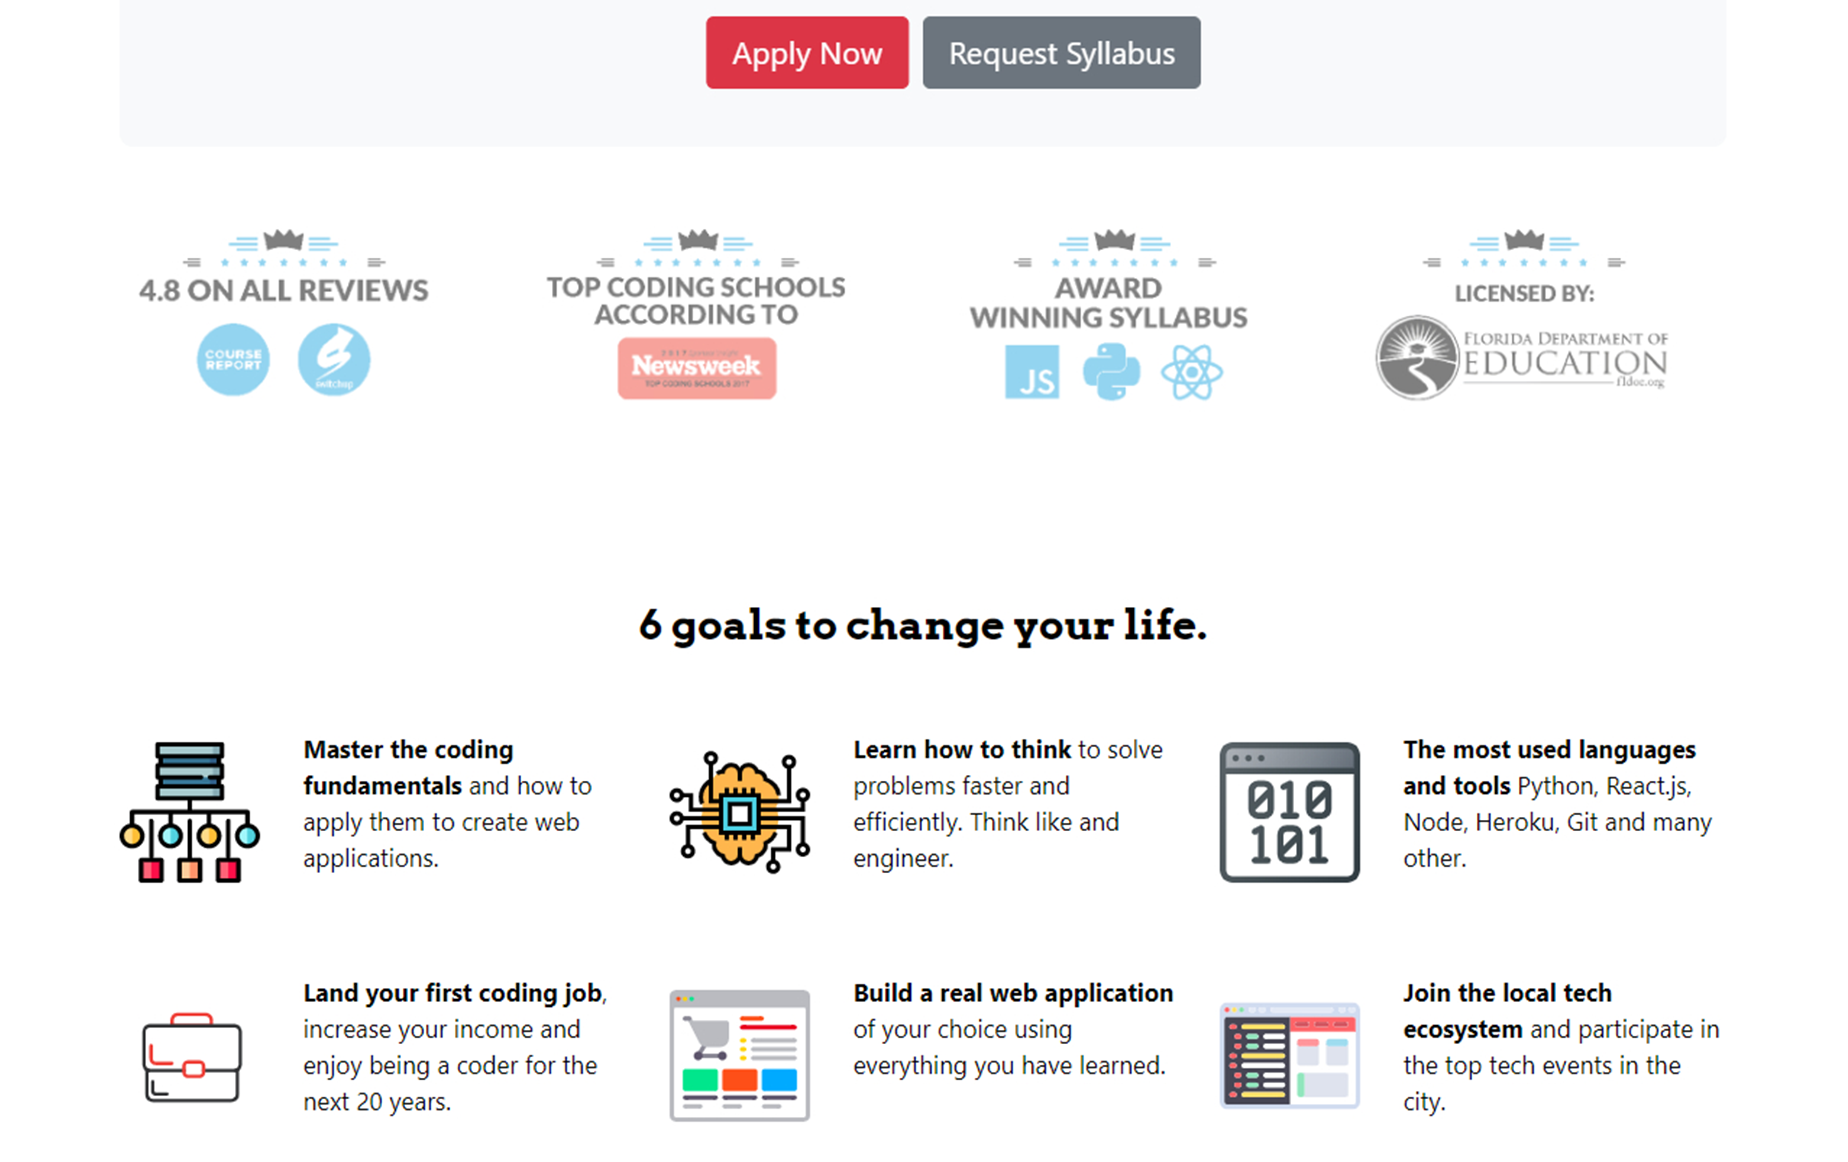 Apply Now
Request Syllabus
4.8 ON ALL REVIEWS
COURSE
REPORT
switchup
TOP CODING SCHOOLS
ACCORDING TO
2017
Newsweek
TOP CODING SCHOOLS 2017
AWARD
WINNING SYLLABUS
JS
LICENSED BY:
FLORIDA DEPARTMENT OF
EDUCATION
fldoe.org
6 goals to change your life.
Master the coding
fundamentals and how to
apply them to create web
applications.
Learn how to think to solve
problems faster and
efficiently. Think like and
engineer.
010
101
The most used languages
and tools Python, React.js,
Node, Heroku, Git and many
other.
Land your first coding job,
increase your income and
enjoy being a coder for the
next 20 years.
Build a real web application
of your choice using
everything you have learned.
Join the local tech
ecosystem and participate in
the top tech events in the
city.